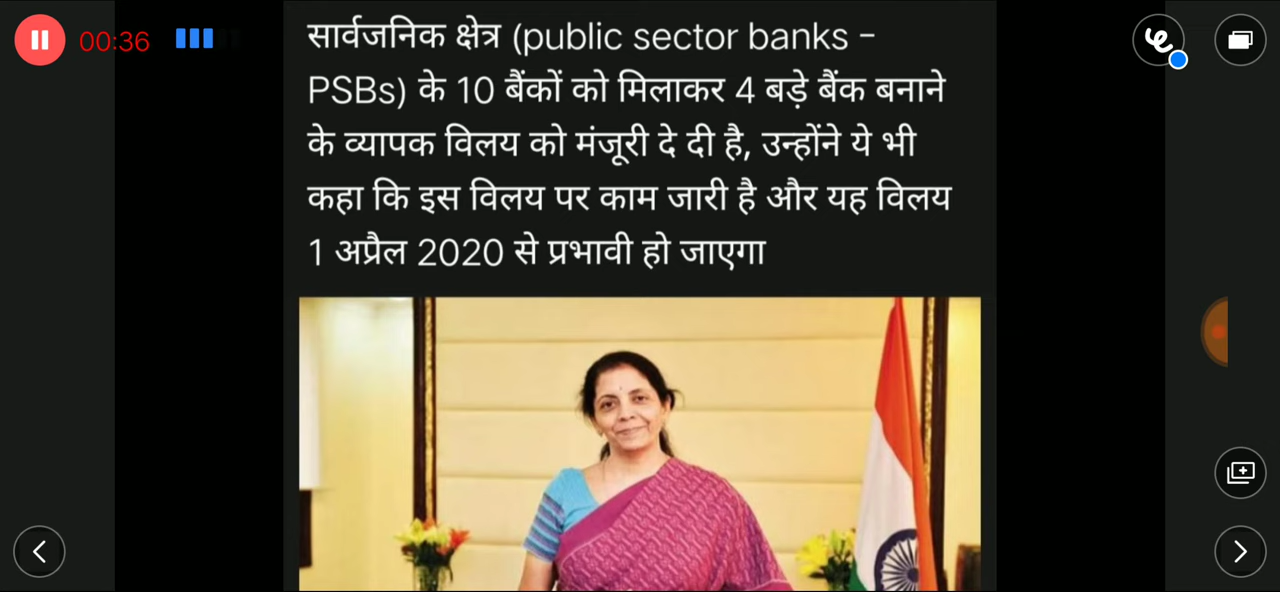 00:36
सार्वजनिक क्षेत्र (public sector banks –
PSBs) के 10 बैंकों को मिलाकर 4 बड़े बैंक बनाने
के व्यापक विलय को मंजूरी दे दी है, उन्होंने ये भी
कहा कि इस विलय पर काम जारी है और यह विलय
1 अप्रैल 2020 से प्रभावी हो जाएगा